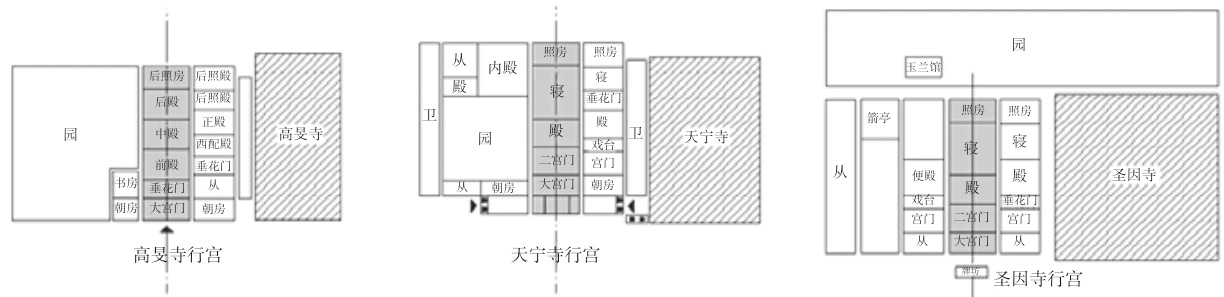 园
书房
朝房
后照房
后殿
中殿
前殿
垂花门
大宫门
后照殿
后照殿
正殿
西配殿
垂花门
从
朝房
高旻寺
高旻寺行宫
卫
从
殿
内殿
园
从
朝房
照房
寝
殿
二宫门
大宫门
照房
寝
垂花门
殿
戏台
宫门
朝房
卫
天宁寺
天宁寺行宫
园
玉兰馆
从
箭亭
便殿
戏台
宫门
从
照房
寝
殿
二宫门
大宫门
牌坊
照房
寝
殿
垂花门
宫门
从
圣因寺
圣因寺行宫